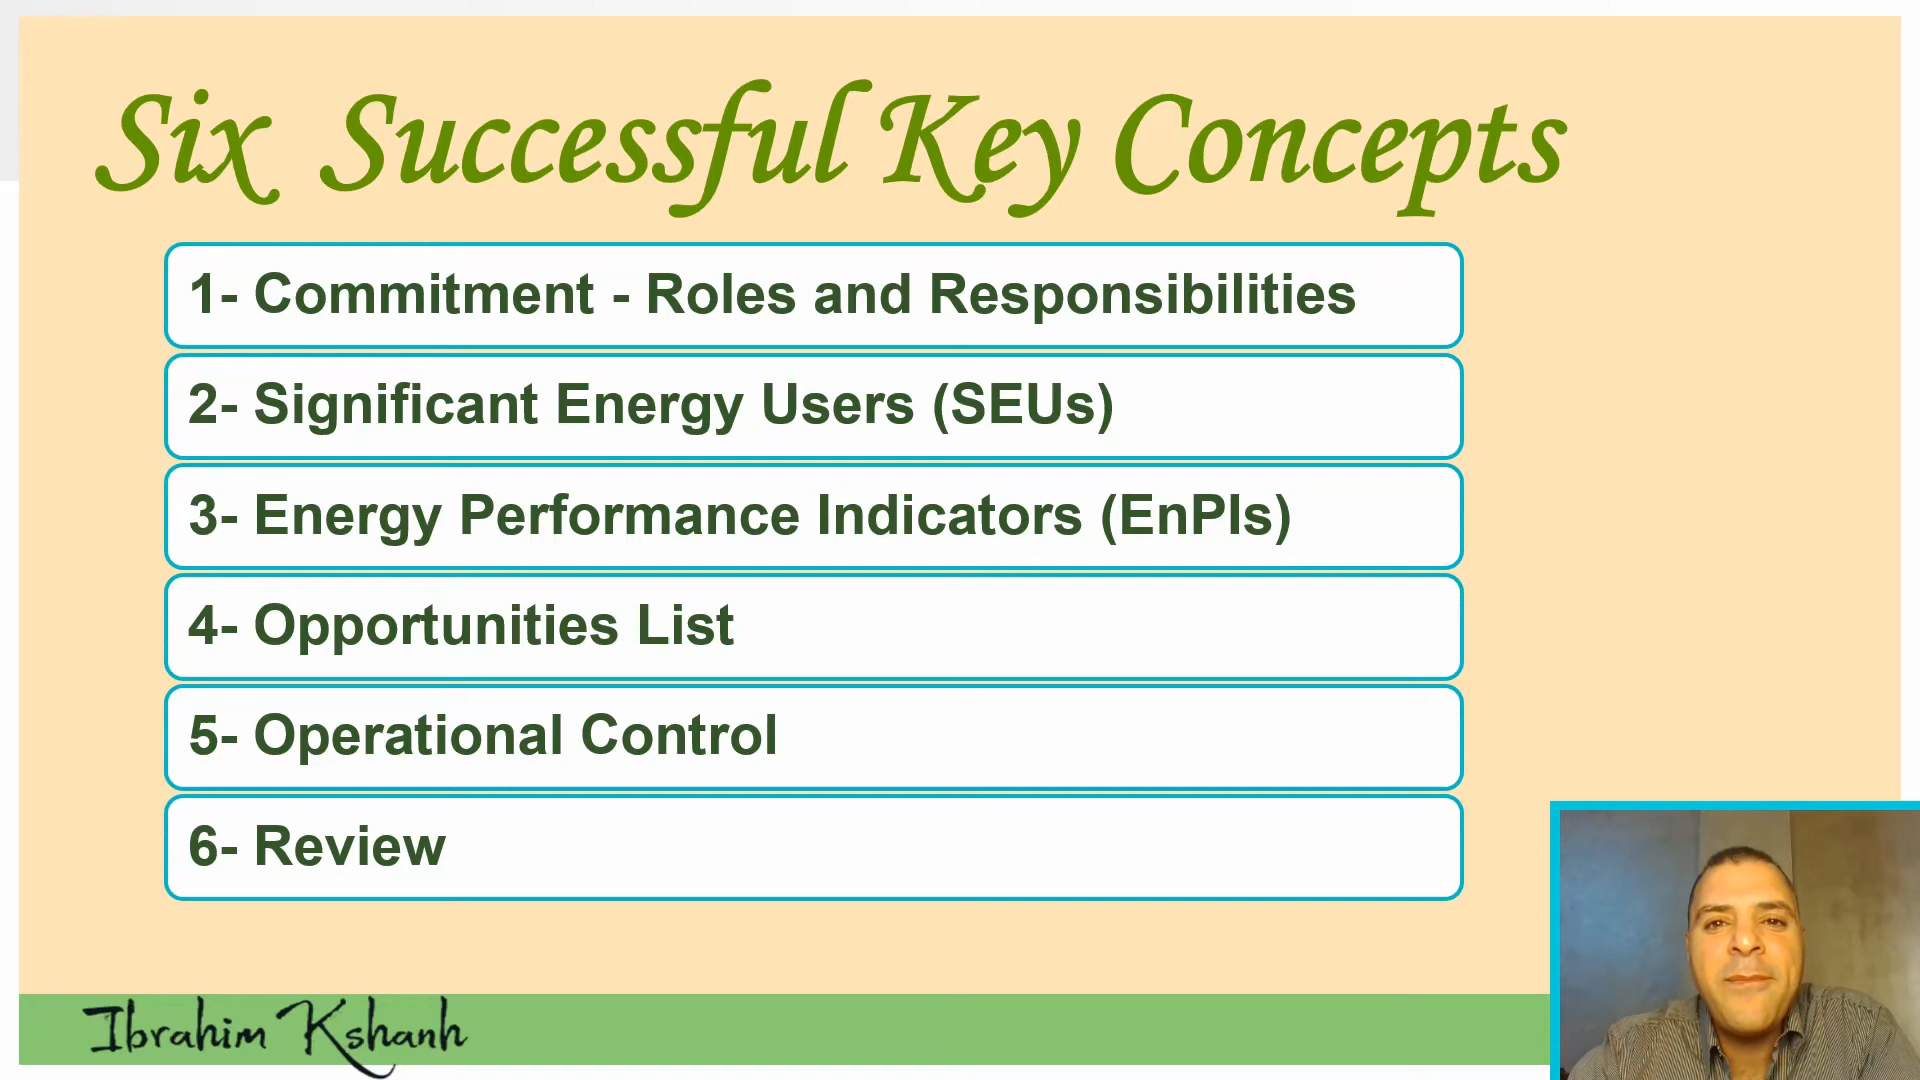 Six Successful Key Concepts
1- Commitment - Roles and Responsibilities
2- Significant Energy Users (SEUs)
3- Energy Performance Indicators (EnPIs)
4- Opportunities List
5- Operational Control
6- Review
Ibrahim Kshanh